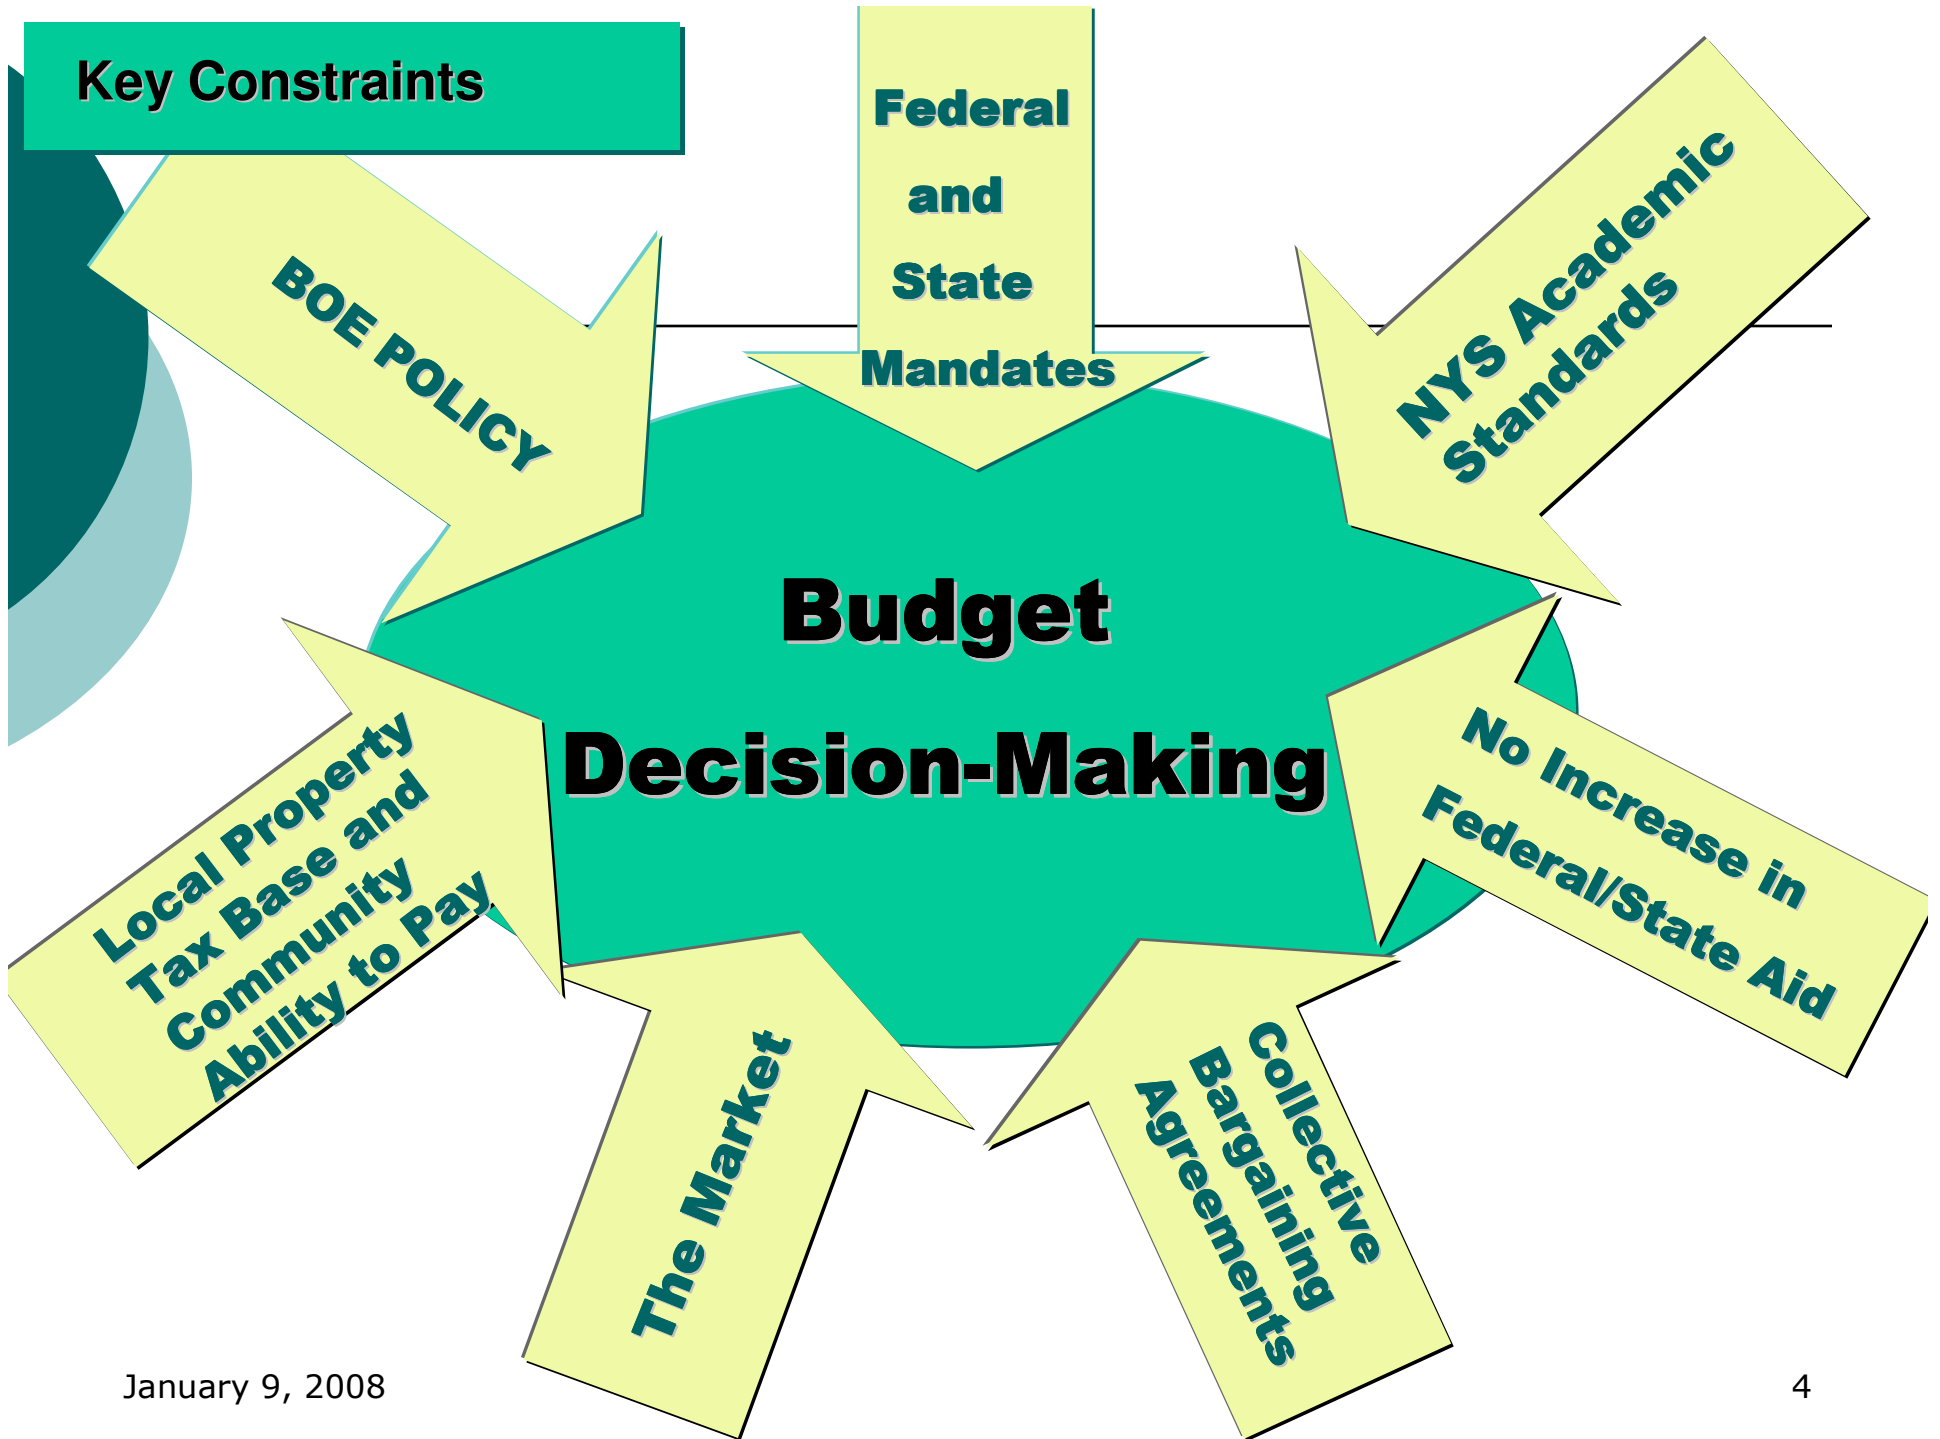 Key Constraints
Federal
and
State
Mandates
BOE POLICY
NYS Academic
Standards
Budget
Decision-Making
Local Property
Tax Base and
Community
Ability to Pay
No Increase in
Federal/State Aid
The Market
Collective
Bargaining
Agreements
January 9, 2008
4